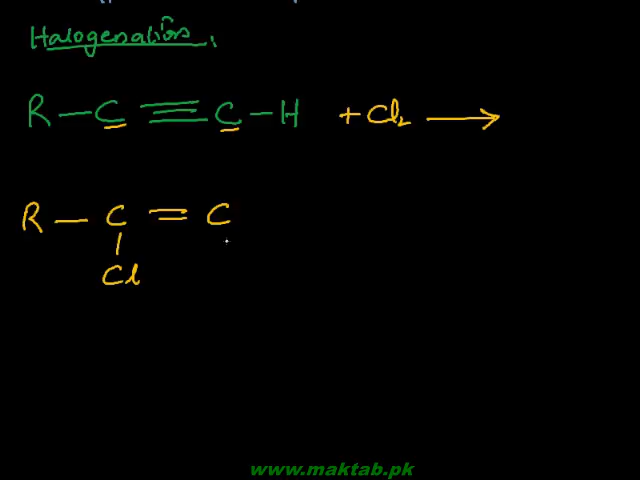 Halogenation.
R—C≡C—H + Cl₂ ⟶
R—C=C
|
Cl
www.maktab.pk